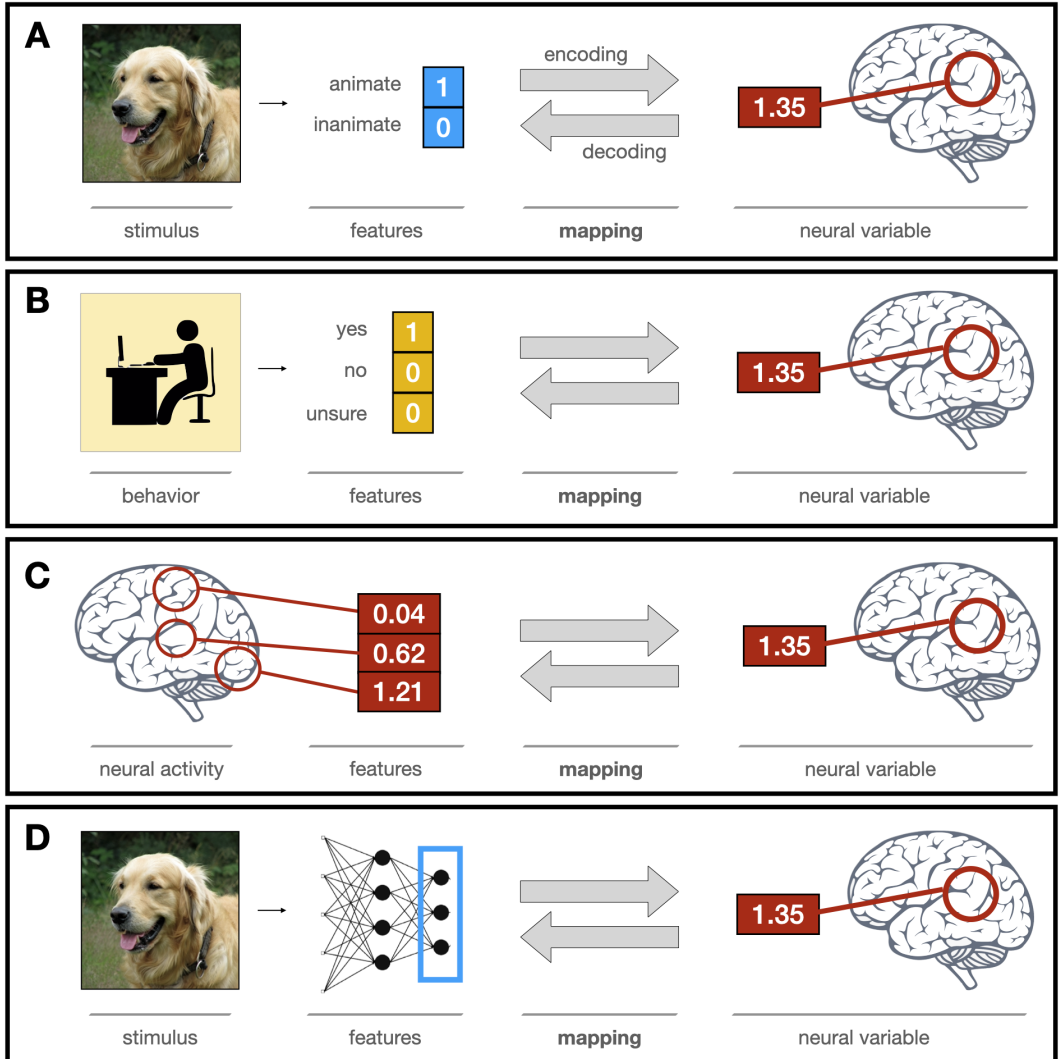 A
encoding
animate 1
inanimate 0
1.35
decoding
stimulus features mapping neural variable
B
yes 1
no 0
unsure 0
1.35
behavior features mapping neural variable
C
0.04
0.62
1.21
1.35
neural activity features mapping neural variable
D
1.35
stimulus features mapping neural variable